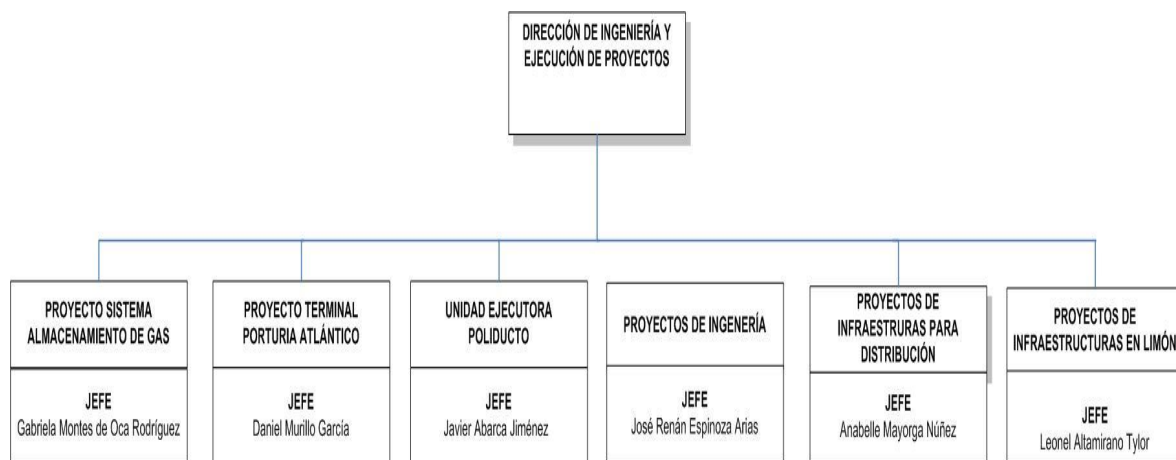 DIRECCIÓN DE INGENIERÍA Y
EJECUCIÓN DE PROYECTOS
PROYECTO SISTEMA
ALMACENAMIENTO DE GAS
JEFE
Gabriela Montes de Oca Rodríguez
PROYECTO TERMINAL
PORTURIA ATLÁNTICO
JEFE
Daniel Murillo García
UNIDAD EJECUTORA
POLIDUCTO
JEFE
Javier Abarca Jiménez
PROYECTOS DE INGENERÍA
JEFE
José Renán Espinoza Arias
PROYECTOS DE
INFRAESTRURAS PARA
DISTRIBUCIÓN
JEFE
Anabelle Mayorga Núñez
PROYECTOS DE
INFRAESTRUCTURAS EN LIMÓN
JEFE
Leonel Altamirano Tylor